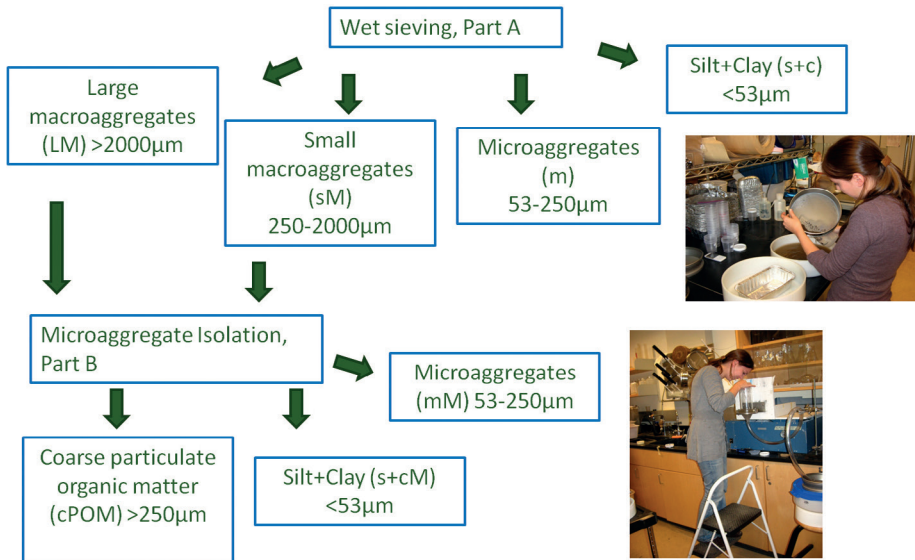 Wet sieving, Part A
Silt+Clay (s+c)
<53µm
Large
macroaggregates
(LM) >2000µm
Small
macroaggregates
(sM)
250-2000µm
Microaggregates
(m)
53-250µm
Microaggregate Isolation,
Part B
Microaggregates
(mM) 53-250µm
Coarse particulate
organic matter
(cPOM) >250µm
Silt+Clay (s+cM)
<53µm